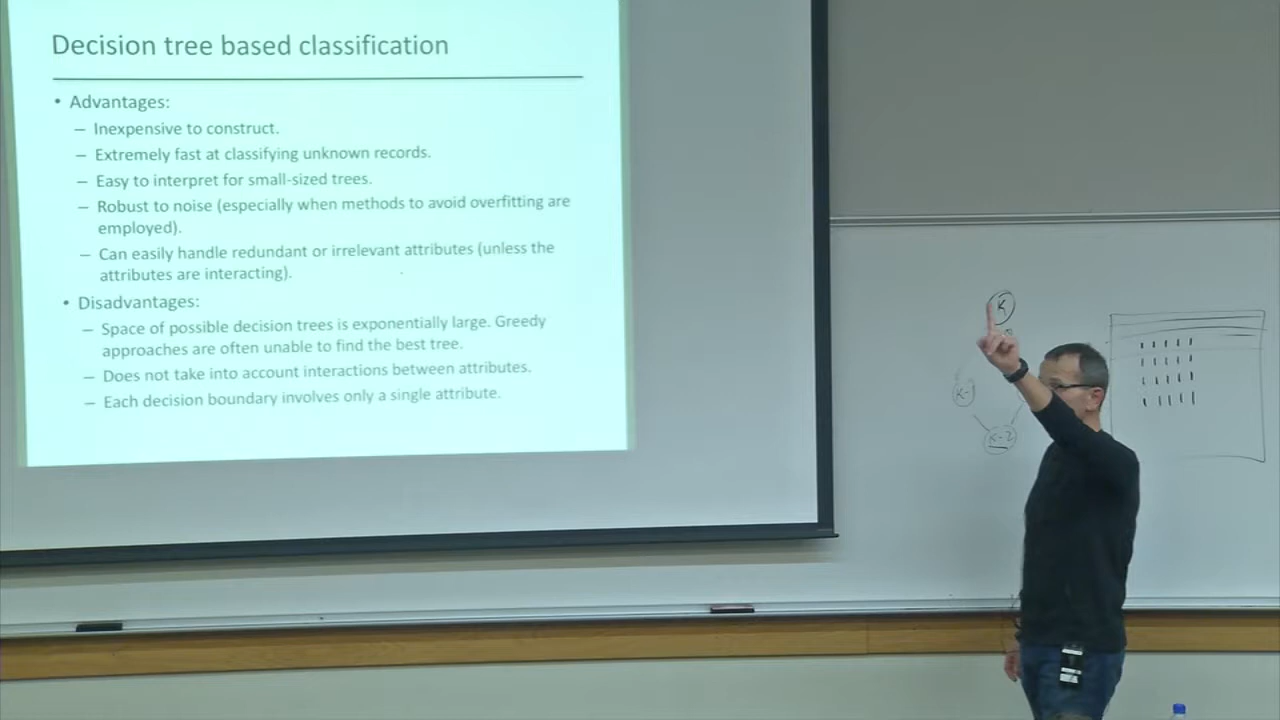 Decision tree based classification
• Advantages:
– Inexpensive to construct.
– Extremely fast at classifying unknown records.
– Easy to interpret for small-sized trees.
– Robust to noise (especially when methods to avoid overfitting are
employed).
– Can easily handle redundant or irrelevant attributes (unless the
attributes are interacting).
• Disadvantages:
– Space of possible decision trees is exponentially large. Greedy
approaches are often unable to find the best tree.
– Does not take into account interactions between attributes.
– Each decision boundary involves only a single attribute.
K
K-1
K-2